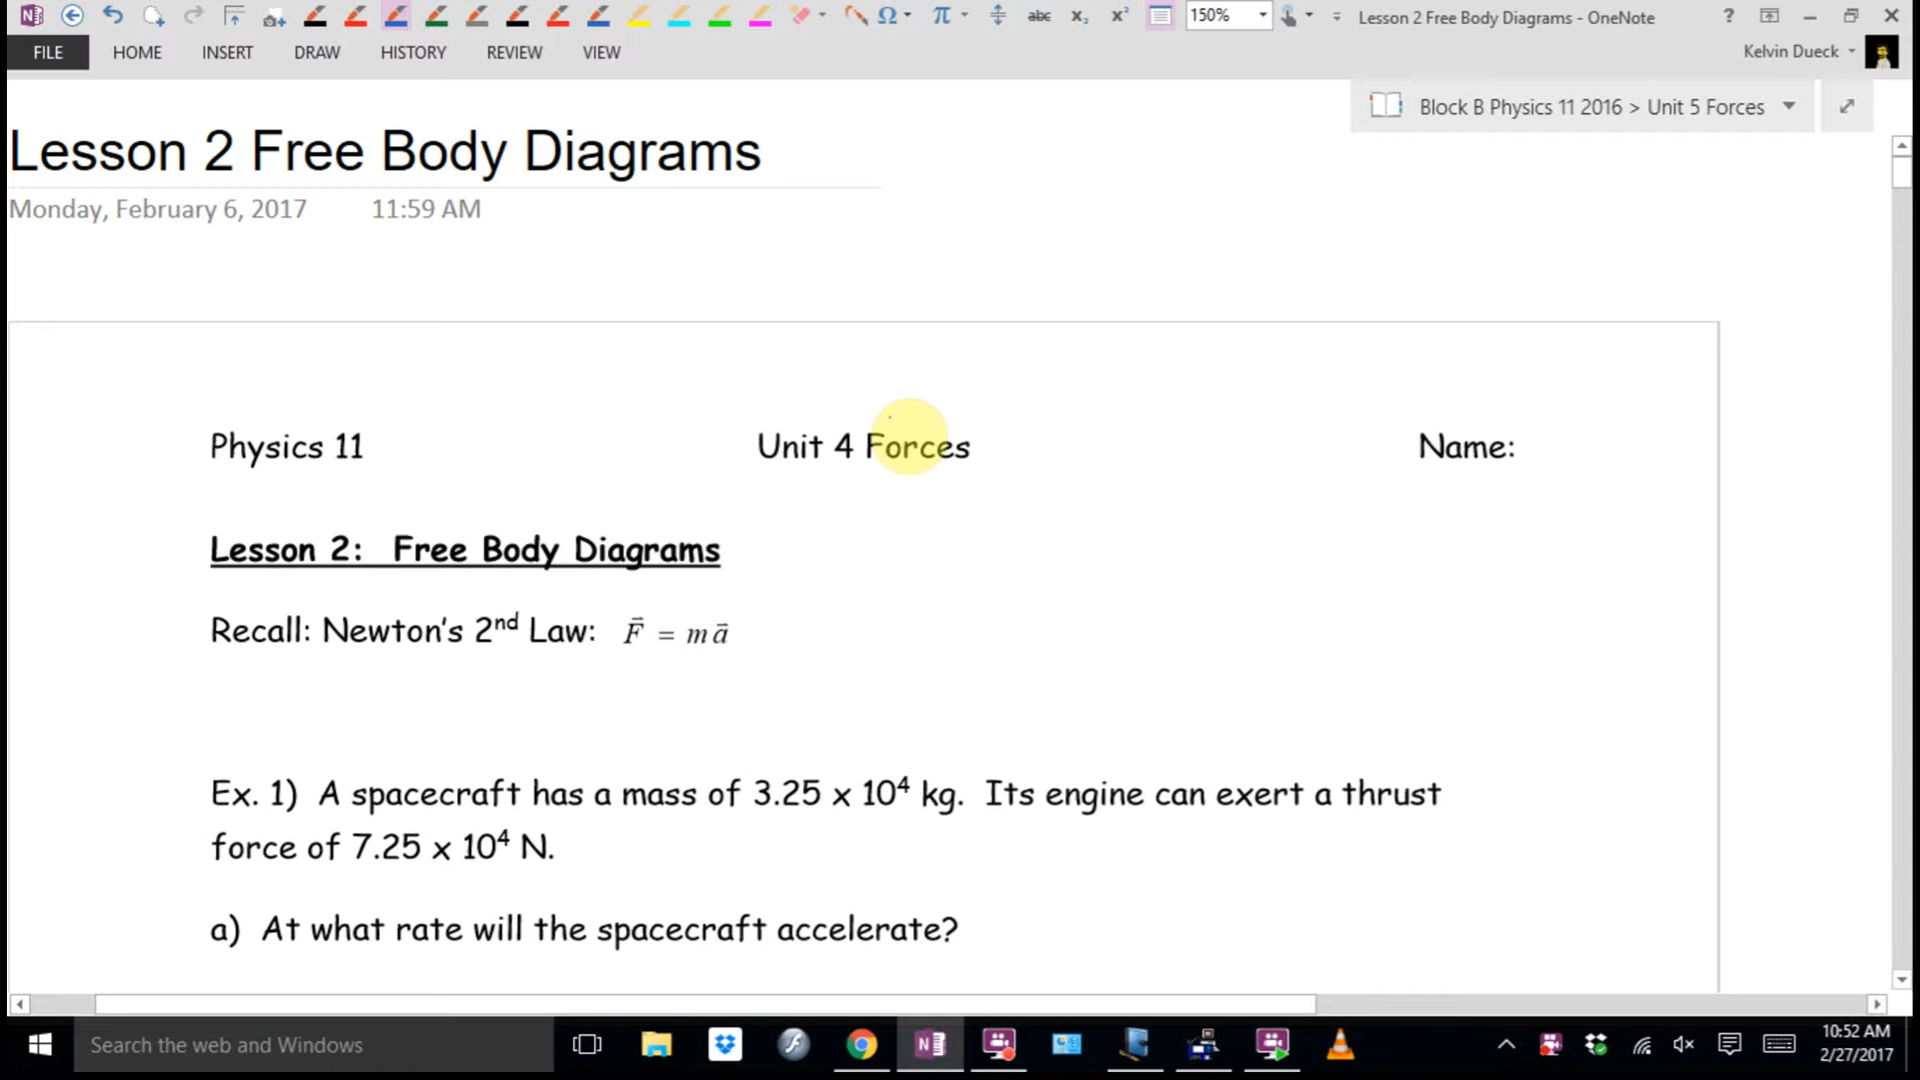 150%
Lesson 2 Free Body Diagrams - OneNote
?
FILE
HOME
INSERT
DRAW
HISTORY
REVIEW
VIEW
Kelvin Dueck
Block B Physics 11 2016 > Unit 5 Forces
Lesson 2 Free Body Diagrams
Monday, February 6, 2017 11:59 AM
Physics 11 Unit 4 Forces Name:
Lesson 2: Free Body Diagrams
Recall: Newton's 2ⁿᵈ Law: F⃗ = m a⃗
Ex. 1) A spacecraft has a mass of 3.25 x 10⁴ kg. Its engine can exert a thrust
force of 7.25 x 10⁴ N.
a) At what rate will the spacecraft accelerate?
Search the web and Windows
10:52 AM
2/27/2017